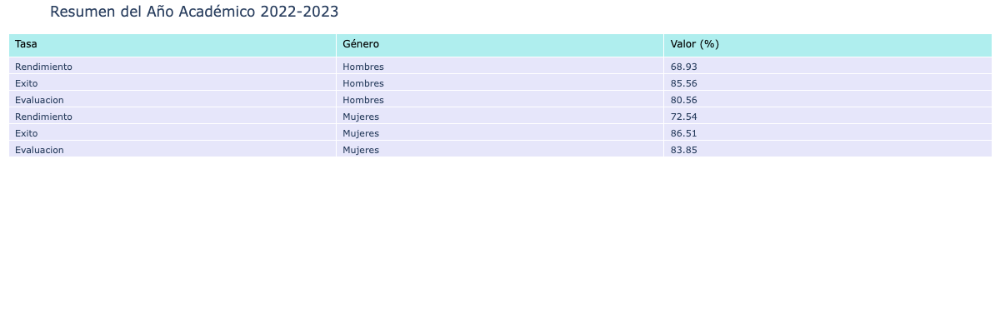 Resumen del Año Académico 2022-2023
Tasa Género Valor (%)
Rendimiento Hombres 68.93
Exito Hombres 85.56
Evaluacion Hombres 80.56
Rendimiento Mujeres 72.54
Exito Mujeres 86.51
Evaluacion Mujeres 83.85